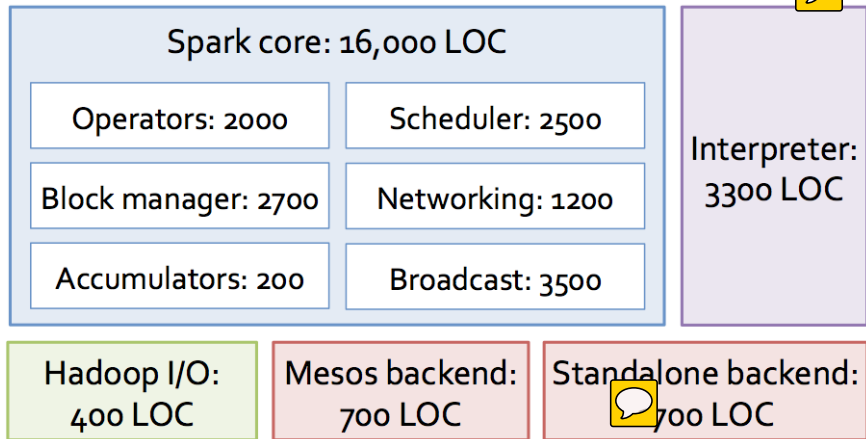 Spark core: 16,000 LOC
Operators: 2000
Scheduler: 2500
Block manager: 2700
Networking: 1200
Accumulators: 200
Broadcast: 3500
Interpreter:
3300 LOC
Hadoop I/O:
400 LOC
Mesos backend:
700 LOC
Standalone backend:
700 LOC